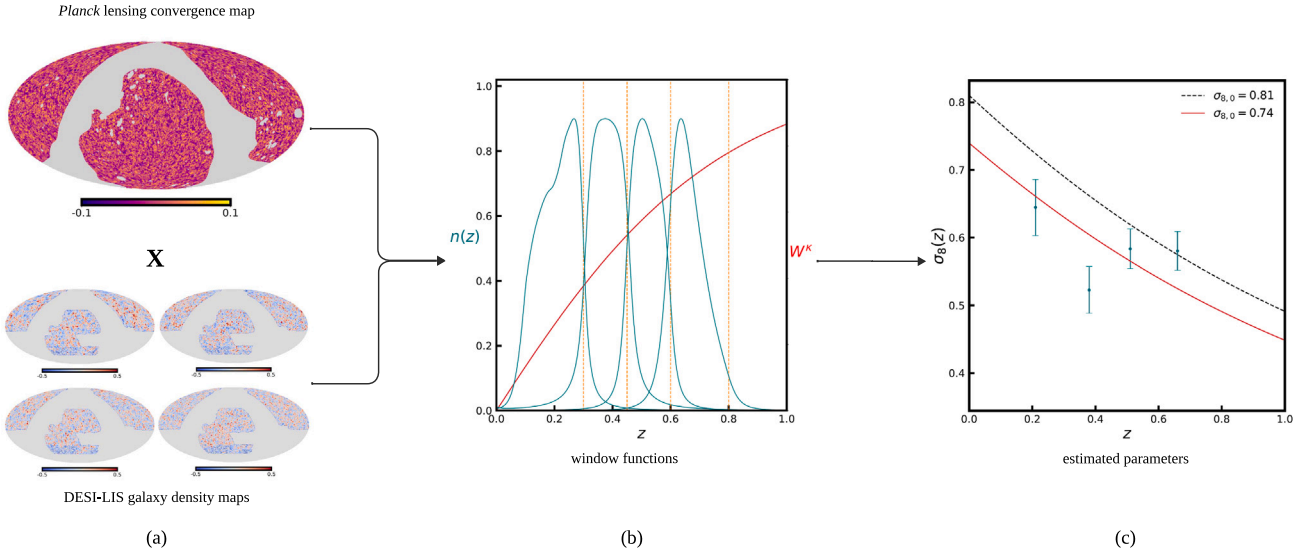 Planck lensing convergence map
-0.1 0.1
X
-0.5 0.5 -0.5 0.5
-0.5 0.5 -0.5 0.5
DESI-LIS galaxy density maps
(a)
1.0
0.8
0.6
0.4
0.2
0.0
n(z)
Wᴷ
0.0 0.2 0.4 0.6 0.8 1.0
z
window functions
(b)
σ₈,₀ = 0.81
σ₈,₀ = 0.74
0.8
0.7
0.6
0.5
0.4
σ₈(z)
0.0 0.2 0.4 0.6 0.8 1.0
z
estimated parameters
(c)